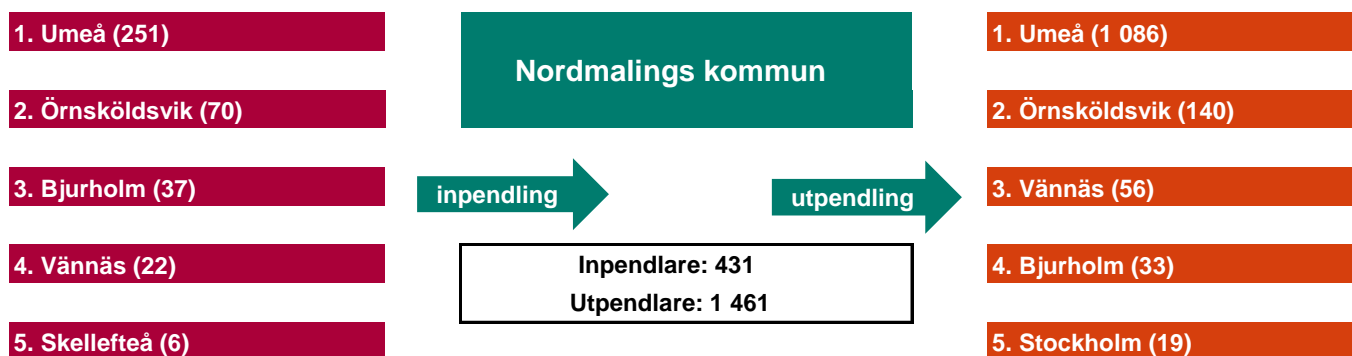 1. Umeå (251)
2. Örnsköldsvik (70)
3. Bjurholm (37)
4. Vännäs (22)
5. Skellefteå (6)
Nordmalings kommun
inpendling
utpendling
Inpendlare: 431
Utpendlare: 1 461
1. Umeå (1 086)
2. Örnsköldsvik (140)
3. Vännäs (56)
4. Bjurholm (33)
5. Stockholm (19)